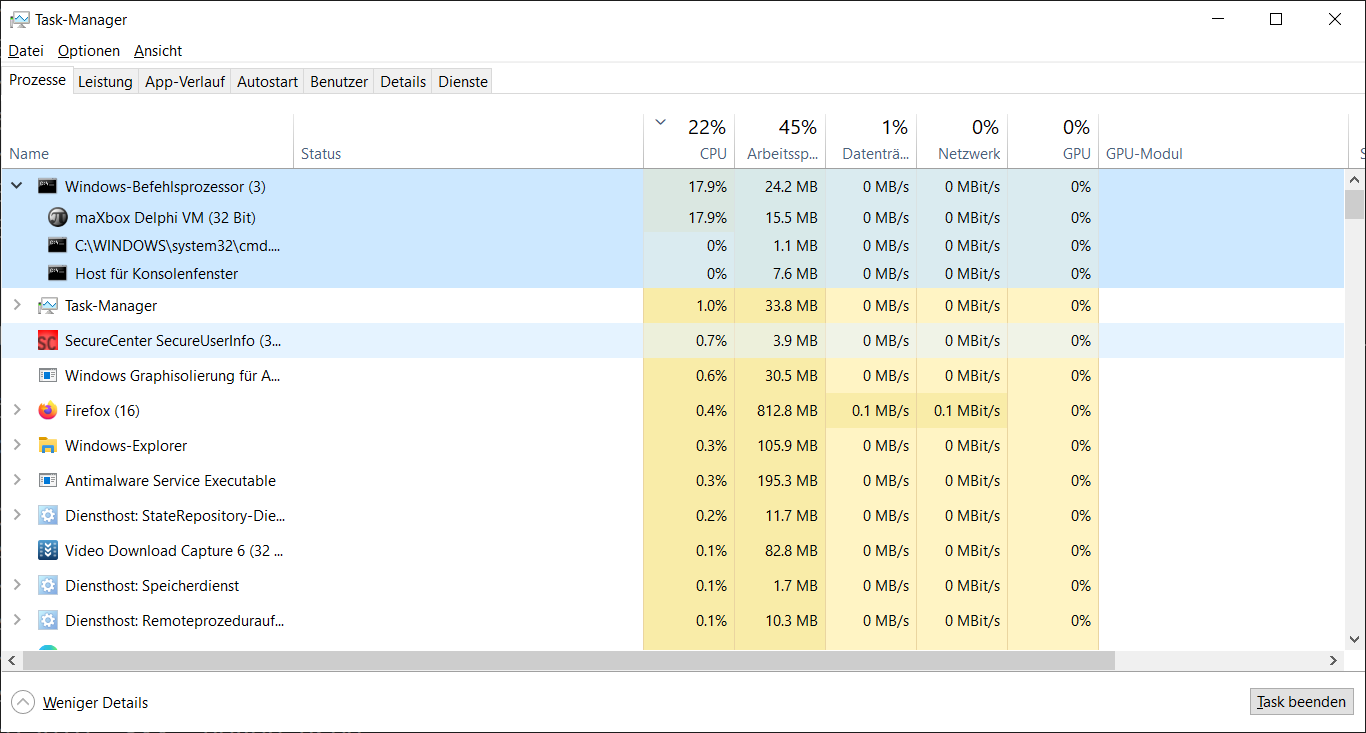 Task-Manager
Datei Optionen Ansicht
Prozesse Leistung App-Verlauf Autostart Benutzer Details Dienste
22% 45% 1% 0% 0%
Name Status CPU Arbeitssp... Datenträ... Netzwerk GPU GPU-Modul
Windows-Befehlsprozessor (3) 17.9% 24.2 MB 0 MB/s 0 MBit/s 0%
maXbox Delphi VM (32 Bit) 17.9% 15.5 MB 0 MB/s 0 MBit/s 0%
C:\WINDOWS\system32\cmd.... 0% 1.1 MB 0 MB/s 0 MBit/s 0%
Host für Konsolenfenster 0% 7.6 MB 0 MB/s 0 MBit/s 0%
Task-Manager 1.0% 33.8 MB 0 MB/s 0 MBit/s 0%
SC SecureCenter SecureUserInfo (3... 0.7% 3.9 MB 0 MB/s 0 MBit/s 0%
Windows Graphisolierung für A... 0.6% 30.5 MB 0 MB/s 0 MBit/s 0%
Firefox (16) 0.4% 812.8 MB 0.1 MB/s 0.1 MBit/s 0%
Windows-Explorer 0.3% 105.9 MB 0 MB/s 0 MBit/s 0%
Antimalware Service Executable 0.3% 195.3 MB 0 MB/s 0 MBit/s 0%
Diensthost: StateRepository-Die... 0.2% 11.7 MB 0 MB/s 0 MBit/s 0%
Video Download Capture 6 (32 ... 0.1% 82.8 MB 0 MB/s 0 MBit/s 0%
Diensthost: Speicherdienst 0.1% 1.7 MB 0 MB/s 0 MBit/s 0%
Diensthost: Remoteprozeduraufr... 0.1% 10.3 MB 0 MB/s 0 MBit/s 0%
Weniger Details Task beenden